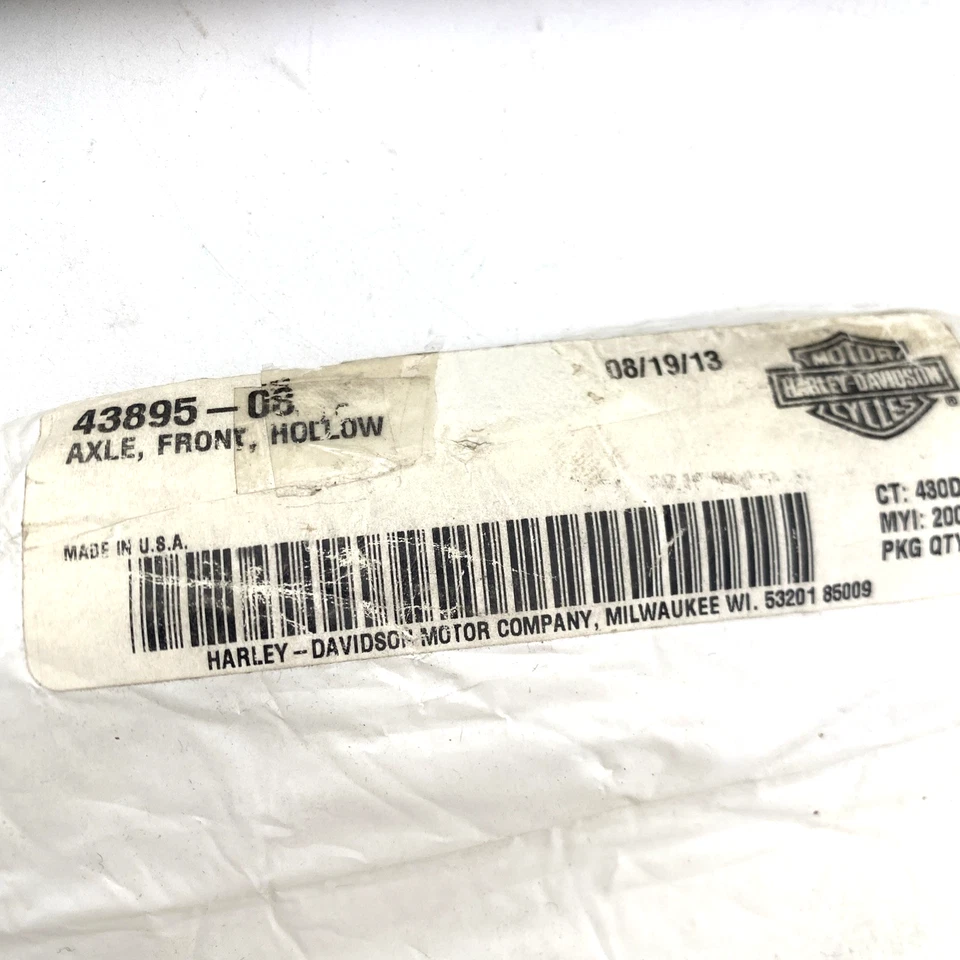 08/19/13
MOTOR
HARLEY-DAVIDSON
CYCLES
®
43895-08
AXLE, FRONT, HOLLOW
CT: 430D
MYI: 200
PKG QTY
MADE IN U.S.A.
HARLEY-DAVIDSON MOTOR COMPANY, MILWAUKEE WI. 53201 85009